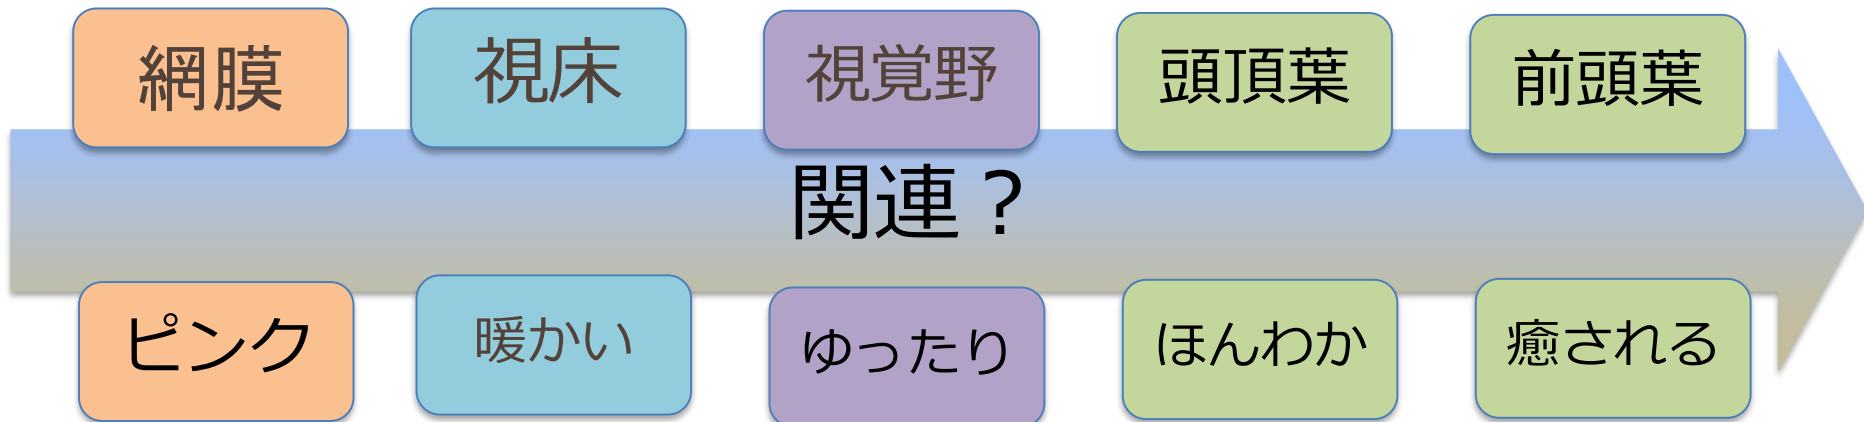 網膜
視床
視覚野
頭頂葉
前頭葉
関連？
ピンク
暖かい
ゆったり
ほんわか
癒される